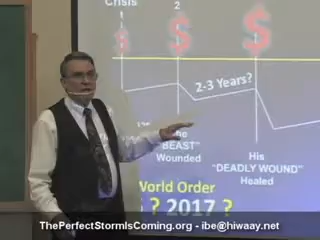 Crisis
1
2
$
$
$
2-3 Years?
"BEAST"
Wounded
His
"DEADLY WOUND"
Healed
World Order
? 2017 ?
ThePerfectStormIsComing.org - ibe@hiwaay.net